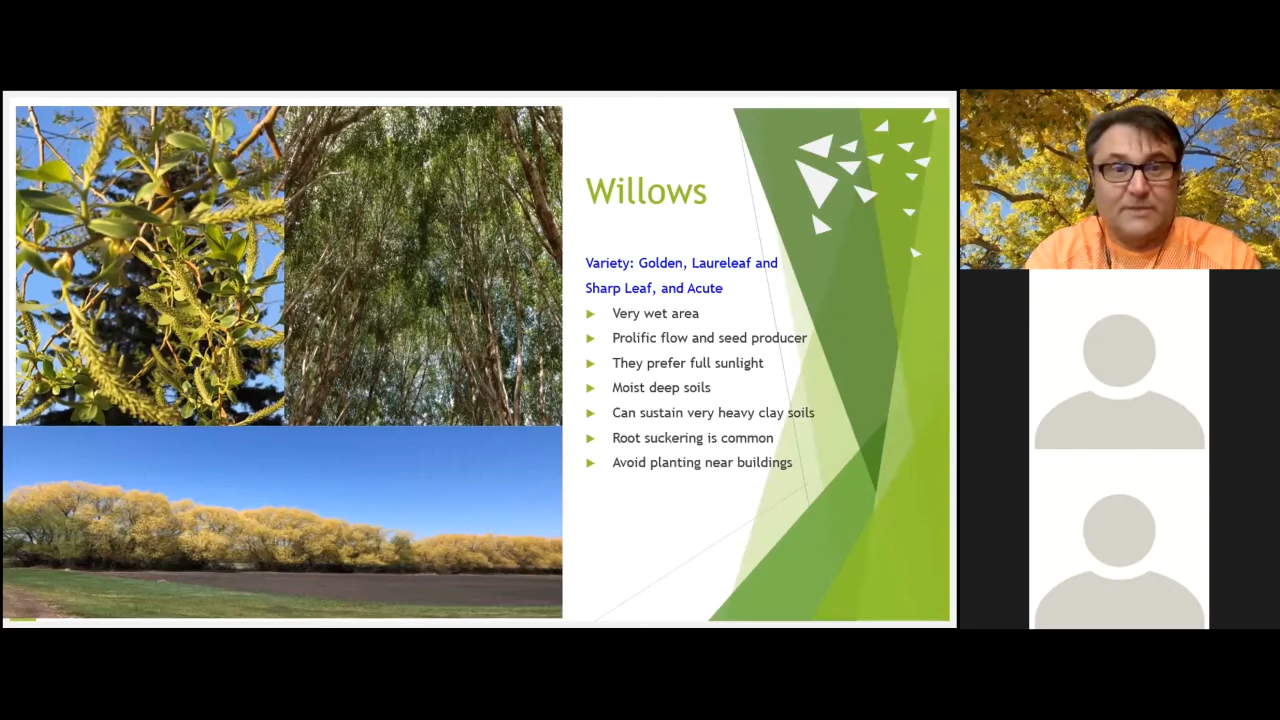 Willows
Variety: Golden, Laureleaf and
Sharp Leaf, and Acute
Very wet area
Prolific flow and seed producer
They prefer full sunlight
Moist deep soils
Can sustain very heavy clay soils
Root suckering is common
Avoid planting near buildings